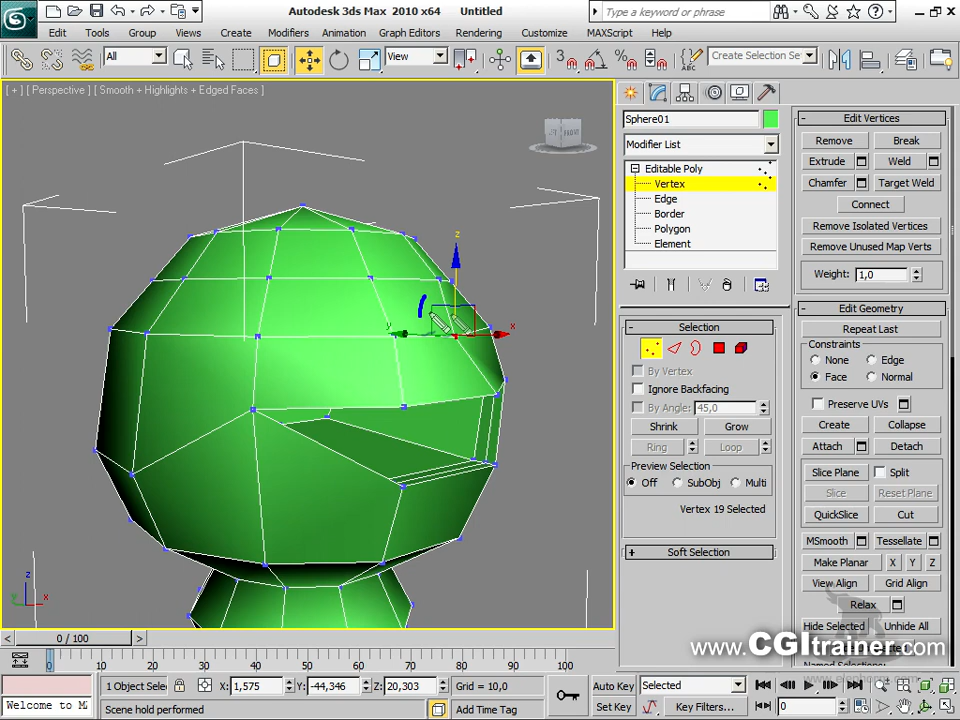 Autodesk 3ds Max 2010 x64 Untitled
Type a keyword or phrase
Edit Tools Group Views Create Modifiers Animation Graph Editors Rendering Customize MAXScript Help
All View 3 Create Selection Se
[ + ] [ Perspective ] [ Smooth + Highlights + Edged Faces ]
FRONT
z
y
x
z
y
x
Sphere01
Modifier List
Editable Poly
Vertex
Edge
Border
Polygon
Element
Selection
By Vertex
Ignore Backfacing
By Angle: 45,0
Shrink Grow
Ring Loop
Preview Selection
Off SubObj Multi
Vertex 19 Selected
Soft Selection
Edit Vertices
Remove Break
Extrude Weld
Chamfer Target Weld
Connect
Remove Isolated Vertices
Remove Unused Map Verts
Weight: 1,0
Edit Geometry
Repeat Last
Constraints
None Edge
Face Normal
Preserve UVs
Create Collapse
Attach Detach
Slice Plane Split
Slice Reset Plane
QuickSlice Cut
MSmooth Tessellate
Make Planar X Y Z
View Align Grid Align
Relax
Hide Selected Unhide All
www.CGItrainer.com
0 / 100
0 10 20 30 40 50 60 70 80 90 100
1 Object Sele X: 1,575 Y: -44,346 Z: 20,303 Grid = 10,0 Auto Key Selected
Welcome to M Scene hold performed Add Time Tag Set Key Key Filters... 0